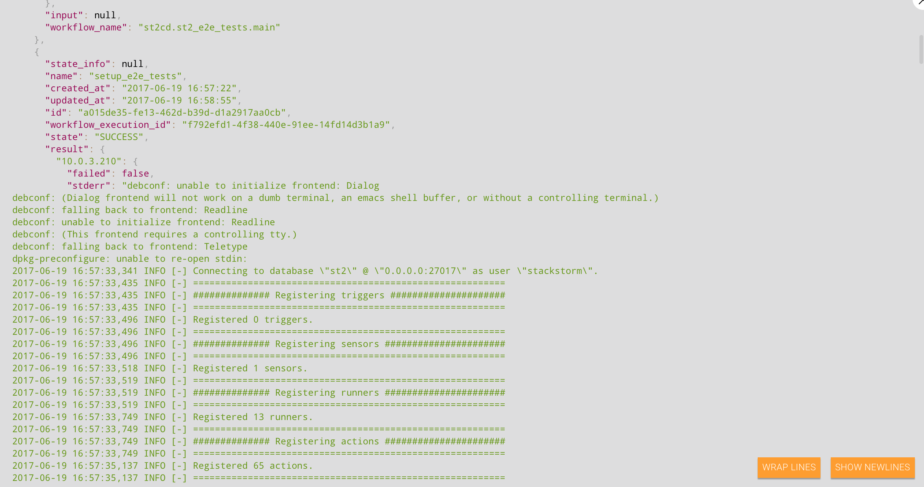 },
"input": null,
"workflow_name": "st2cd.st2_e2e_tests.main"
},
{
"state_info": null,
"name": "setup_e2e_tests",
"created_at": "2017-06-19 16:57:22",
"updated_at": "2017-06-19 16:58:55",
"id": "a015de35-fe13-462d-b39d-d1a2917aa0cb",
"workflow_execution_id": "f792efd1-4f38-440e-91ee-14fd14d3b1a9",
"state": "SUCCESS",
"result": {
"10.0.3.210": {
"failed": false,
"stderr": "debconf: unable to initialize frontend: Dialog
debconf: (Dialog frontend will not work on a dumb terminal, an emacs shell buffer, or without a controlling terminal.)
debconf: falling back to frontend: Readline
debconf: unable to initialize frontend: Readline
debconf: (This frontend requires a controlling tty.)
debconf: falling back to frontend: Teletype
dpkg-preconfigure: unable to re-open stdin:
2017-06-19 16:57:33,341 INFO [-] Connecting to database \"st2\" @ \"0.0.0.0:27017\" as user \"stackstorm\".
2017-06-19 16:57:33,435 INFO [-] =========================================================
2017-06-19 16:57:33,435 INFO [-] ############## Registering triggers #####################
2017-06-19 16:57:33,435 INFO [-] =========================================================
2017-06-19 16:57:33,496 INFO [-] Registered 0 triggers.
2017-06-19 16:57:33,496 INFO [-] =========================================================
2017-06-19 16:57:33,496 INFO [-] ############## Registering sensors ######################
2017-06-19 16:57:33,496 INFO [-] =========================================================
2017-06-19 16:57:33,518 INFO [-] Registered 1 sensors.
2017-06-19 16:57:33,519 INFO [-] =========================================================
2017-06-19 16:57:33,519 INFO [-] ############## Registering runners ######################
2017-06-19 16:57:33,519 INFO [-] =========================================================
2017-06-19 16:57:33,749 INFO [-] Registered 13 runners.
2017-06-19 16:57:33,749 INFO [-] =========================================================
2017-06-19 16:57:33,749 INFO [-] ############## Registering actions ######################
2017-06-19 16:57:33,749 INFO [-] =========================================================
2017-06-19 16:57:35,137 INFO [-] Registered 65 actions.
2017-06-19 16:57:35,137 INFO [-] =========================================================
WRAP LINES
SHOW NEWLINES